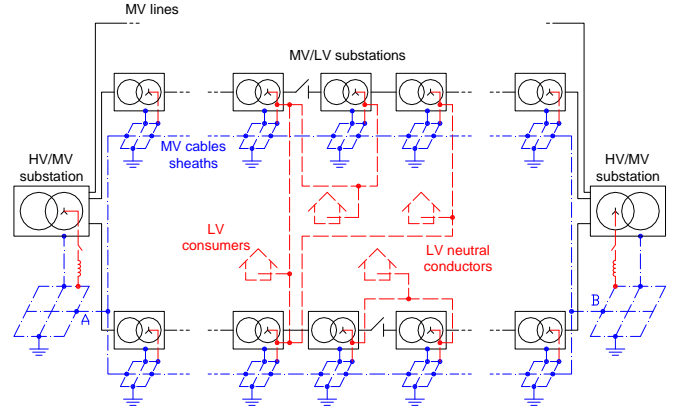 MV lines
MV/LV substations
MV cables
sheaths
HV/MV
substation
HV/MV
substation
LV
consumers
LV neutral
conductors
A
B